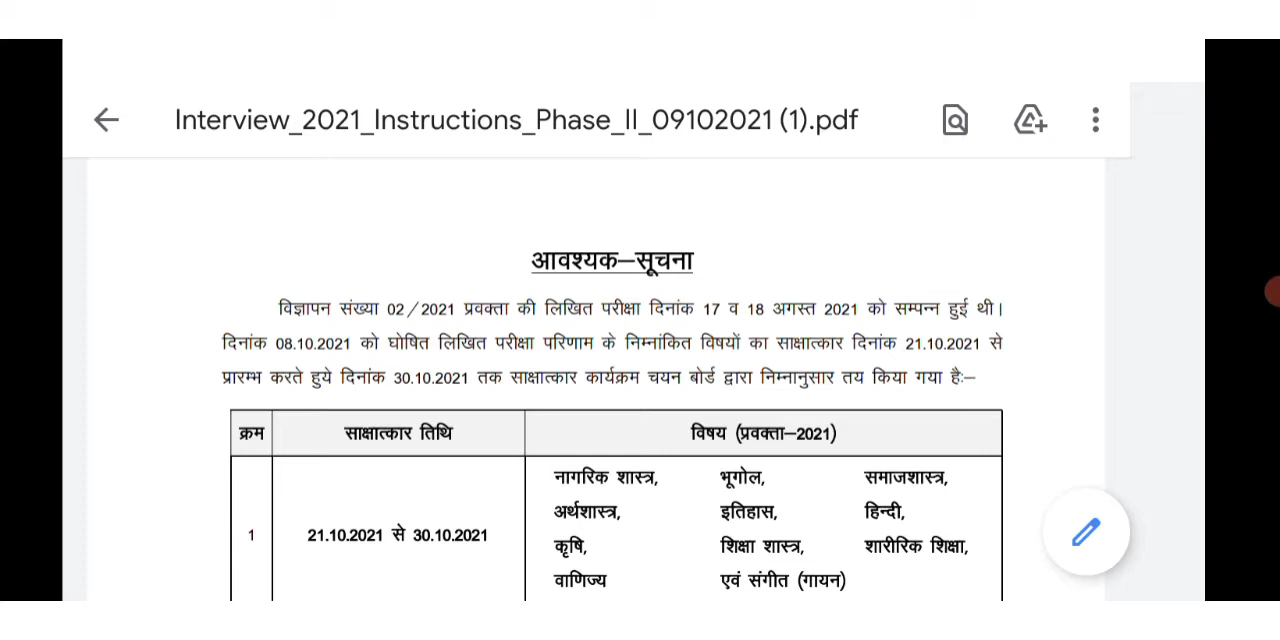 Interview_2021_Instructions_Phase_II_09102021 (1).pdf
आवश्यक–सूचना
विज्ञापन संख्या 02/2021 प्रवक्ता की लिखित परीक्षा दिनांक 17 व 18 अगस्त 2021 को सम्पन्न हुई थी।
दिनांक 08.10.2021 को घोषित लिखित परीक्षा परिणाम के निम्नांकित विषयों का साक्षात्कार दिनांक 21.10.2021 से
प्रारम्भ करते हुये दिनांक 30.10.2021 तक साक्षात्कार कार्यक्रम चयन बोर्ड द्वारा निम्नानुसार तय किया गया है:–
क्रम साक्षात्कार तिथि विषय (प्रवक्ता–2021)
नागरिक शास्त्र, भूगोल, समाजशास्त्र,
अर्थशास्त्र, इतिहास, हिन्दी,
1 21.10.2021 से 30.10.2021
कृषि, शिक्षा शास्त्र, शारीरिक शिक्षा,
वाणिज्य एवं संगीत (गायन)